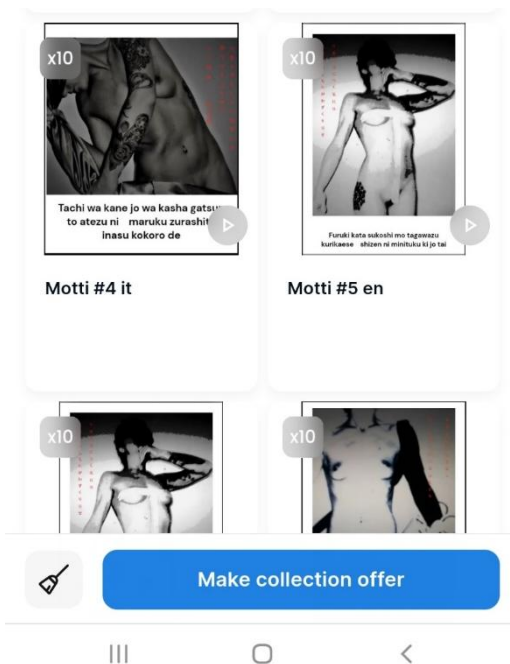 x10
Tachi wa kane jo wa kasha gatsu
to atezu ni maruku zurashit
inasu kokoro de
Motti #4 it
x10
Furuki kata sukoshi mo tagawazu
kurikaese shizen ni minituku ki jo tai
Motti #5 en
x10
x10
Make collection offer